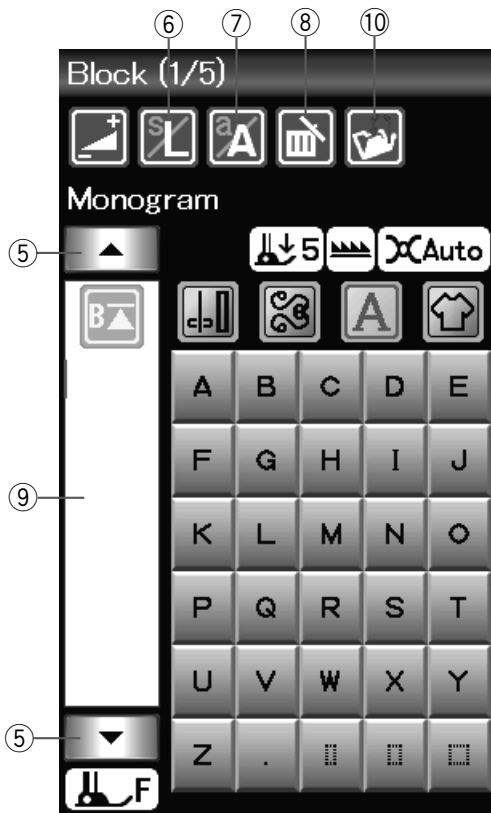 ⑥ ⑦ ⑧ ⑩
Block (1/5)
+ − S L a A
Monogram
⑤ 5 Auto
B A
A B C D E
F G H I J
⑨
K L M N O
P Q R S T
U V W X Y
⑤
Z .
F